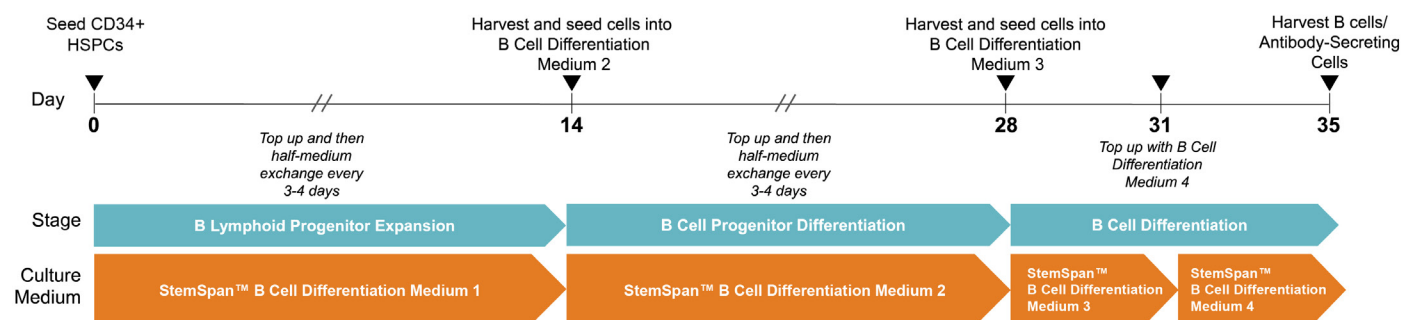 Seed CD34+
HSPCs
Harvest and seed cells into
B Cell Differentiation
Medium 2
Harvest and seed cells into
B Cell Differentiation
Medium 3
Harvest B cells/
Antibody-Secreting
Cells
Day
0
14
28
31
35
Top up and then
half-medium
exchange every
3-4 days
Top up and then
half-medium
exchange every
3-4 days
Top up with B Cell
Differentiation
Medium 4
Stage
B Lymphoid Progenitor Expansion
B Cell Progenitor Differentiation
B Cell Differentiation
Culture
Medium
StemSpan™ B Cell Differentiation Medium 1
StemSpan™ B Cell Differentiation Medium 2
StemSpan™
B Cell Differentiation
Medium 3
StemSpan™
B Cell Differentiation
Medium 4